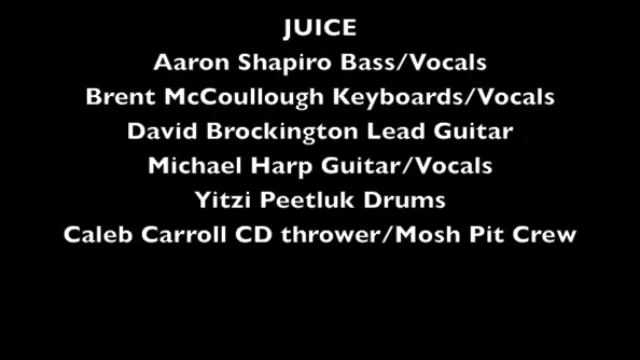 JUICE
Aaron Shapiro Bass/Vocals
Brent McCoullough Keyboards/Vocals
David Brockington Lead Guitar
Michael Harp Guitar/Vocals
Yitzi Peetluk Drums
Caleb Carroll CD thrower/Mosh Pit Crew